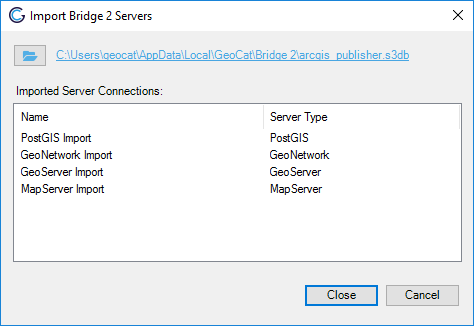 Import Bridge 2 Servers
C:\Users\geocat\AppData\Local\GeoCat\Bridge 2\arcgis_publisher.s3db
Imported Server Connections:
Name Server Type
PostGIS Import PostGIS
GeoNetwork Import GeoNetwork
GeoServer Import GeoServer
MapServer Import MapServer
Close Cancel